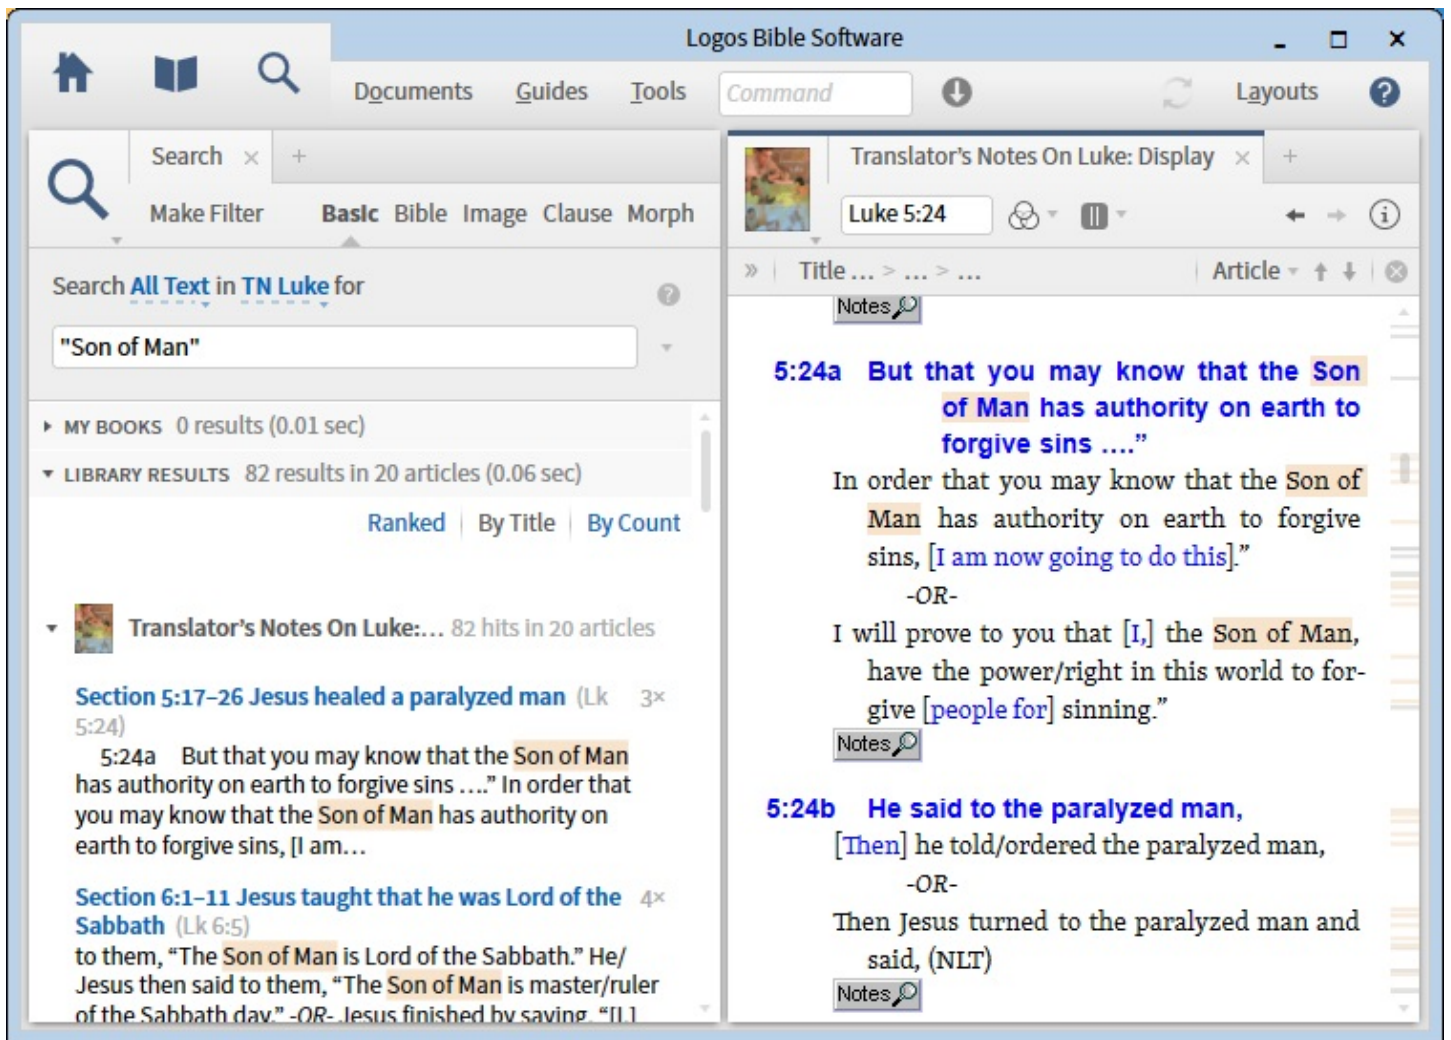 Logos Bible Software
Documents Guides Tools Command Layouts
Search
Make Filter Basic Bible Image Clause Morph
Search All Text in TN Luke for
"Son of Man"
MY BOOKS 0 results (0.01 sec)
LIBRARY RESULTS 82 results in 20 articles (0.06 sec)
Ranked By Title By Count
Translator’s Notes On Luke:… 82 hits in 20 articles
Section 5:17–26 Jesus healed a paralyzed man (Lk 3×
5:24)
5:24a But that you may know that the Son of Man
has authority on earth to forgive sins ….” In order that
you may know that the Son of Man has authority on
earth to forgive sins, [I am…
Section 6:1–11 Jesus taught that he was Lord of the 4×
Sabbath (Lk 6:5)
to them, “The Son of Man is Lord of the Sabbath.” He/
Jesus then said to them, “The Son of Man is master/ruler
of the Sabbath day.” -OR- Jesus finished by saying, “[I,]
Translator’s Notes On Luke: Display
Luke 5:24
Title … > … > … Article
Notes
5:24a But that you may know that the Son
of Man has authority on earth to
forgive sins ….”
In order that you may know that the Son of
Man has authority on earth to forgive
sins, [I am now going to do this].”
-OR-
I will prove to you that [I,] the Son of Man,
have the power/right in this world to for-
give [people for] sinning.”
Notes
5:24b He said to the paralyzed man,
[Then] he told/ordered the paralyzed man,
-OR-
Then Jesus turned to the paralyzed man and
said, (NLT)
Notes